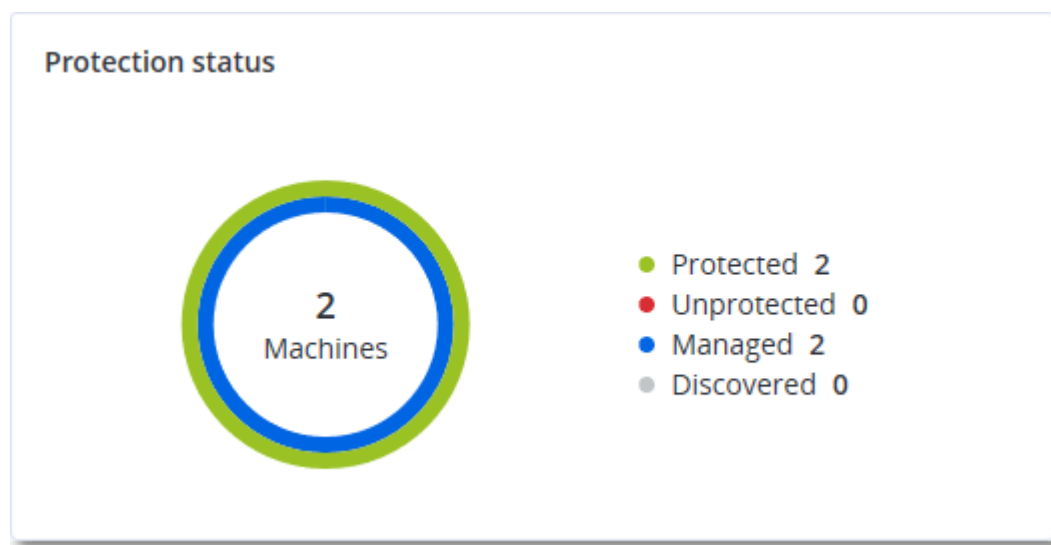 Protection status
2
Machines
Protected 2
Unprotected 0
Managed 2
Discovered 0